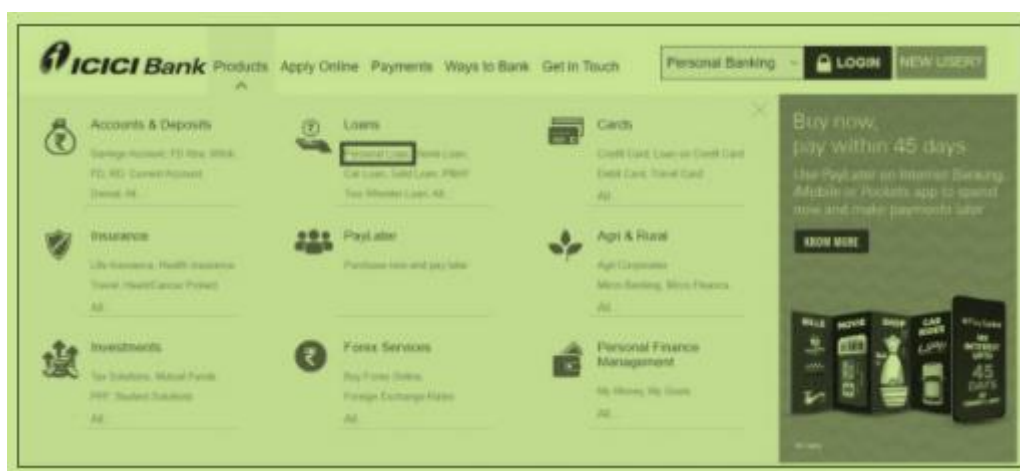 ICICI Bank Products Apply Online Payments Ways to Bank Get In Touch Personal Banking LOGIN NEW USER?
Accounts & Deposits
Savings Account, FD
FD, RD, Current Account
Demat, All...
Loans
Personal Loan, Home Loan,
Car Loan, Gold Loan,
Two Wheeler Loan, All...
Cards
Credit Card, Loan on Credit Card
Debit Card, Travel Card
All...
Insurance
Life Insurance, Health Insurance
Travel, Heart/Cancer Protect
All...
PayLater
Purchase now and pay later
Agri & Rural
Agri Corporates
Micro Banking, Micro Finance,
All...
Investments
Tax Solutions, Mutual Funds
PPF, Student Solutions
All...
Forex Services
Buy Forex Online,
Foreign Exchange Rates
All...
Personal Finance
Management
My Money, My Goals
All...
Buy now,
pay within 45 days
Use PayLater on Internet Banking,
iMobile or Pockets app to spend
now and make payments later
KNOW MORE
BILLS MOVIE SHOP CAB
RIDES
INTEREST
UPTO
45
DAYS